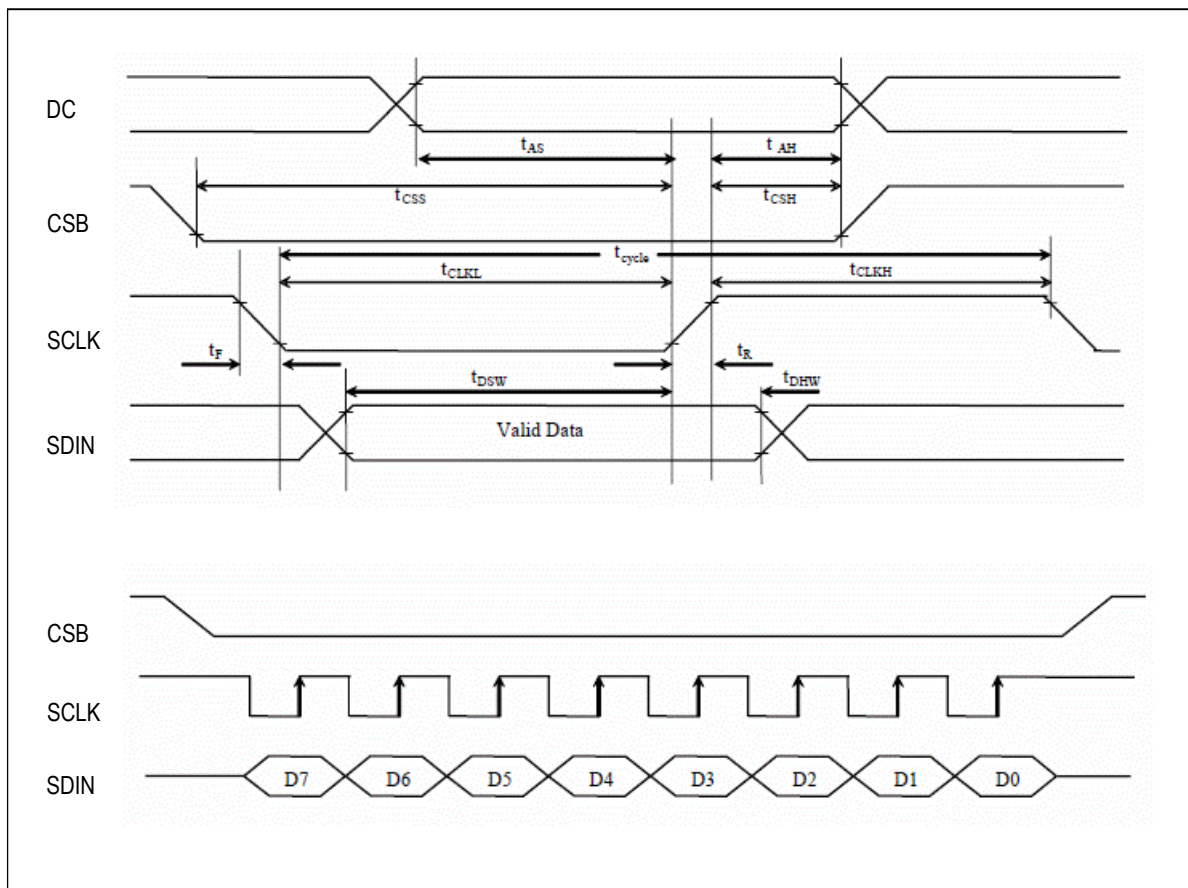 DC
tAS
t AH
tCSS
tCSH
CSB
tcycle
tCLKL
tCLKH
SCLK
tF
tR
tDSW
tDHW
SDIN
Valid Data
CSB
SCLK
SDIN
D7 D6 D5 D4 D3 D2 D1 D0